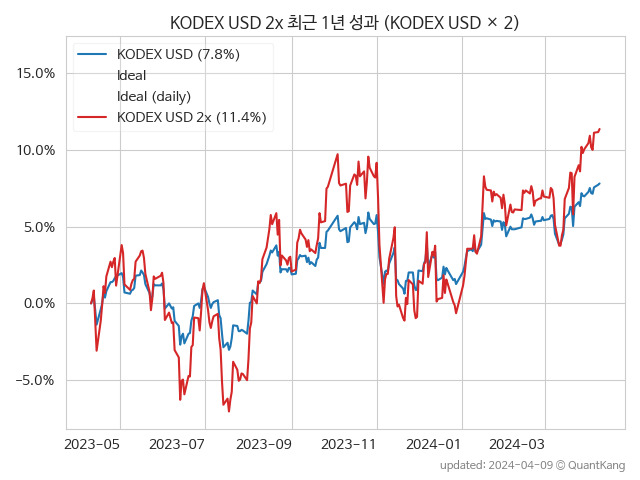 KODEX USD 2x 최근 1년 성과 (KODEX USD × 2)
KODEX USD (7.8%)
Ideal
Ideal (daily)
KODEX USD 2x (11.4%)
15.0%
10.0%
5.0%
0.0%
−5.0%
2023-05 2023-07 2023-09 2023-11 2024-01 2024-03
updated: 2024-04-09 © QuantKang